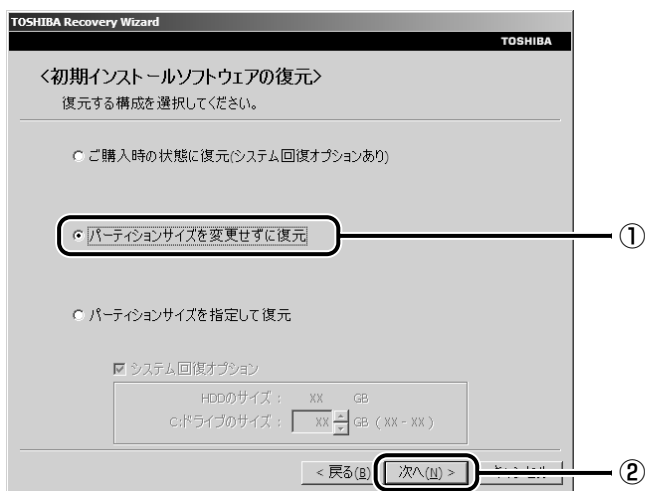 TOSHIBA Recovery Wizard
TOSHIBA
<初期インストールソフトウェアの復元>
復元する構成を選択してください。
ご購入時の状態に復元(システム回復オプションあり)
パーティションサイズを変更せずに復元
①
パーティションサイズを指定して復元
システム回復オプション
HDDのサイズ : XX GB
C:ドライブのサイズ : XX GB ( XX - XX )
< 戻る(B) 次へ(N) >
②